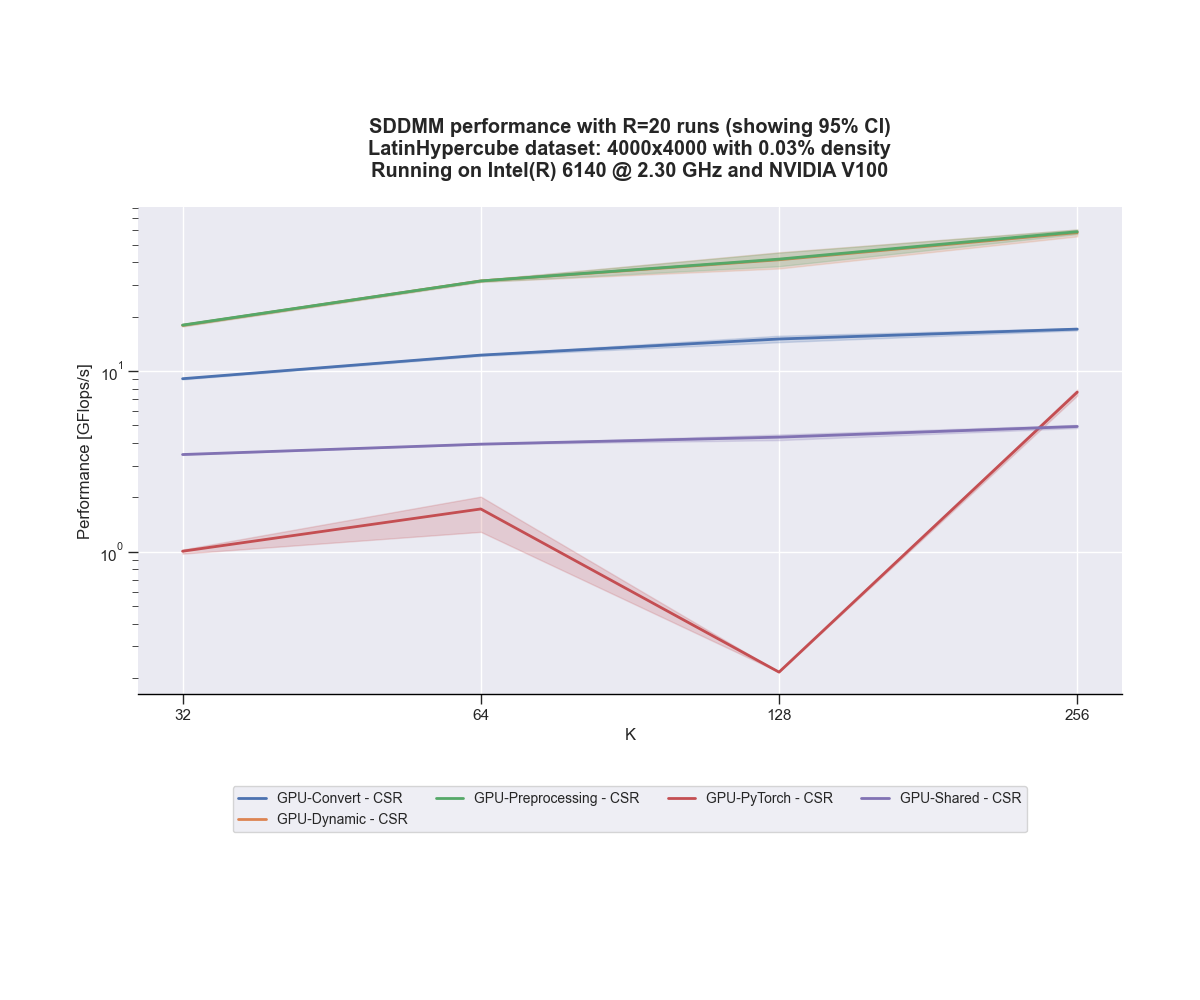 SDDMM performance with R=20 runs (showing 95% CI)
LatinHypercube dataset: 4000x4000 with 0.03% density
Running on Intel(R) 6140 @ 2.30 GHz and NVIDIA V100
Performance [GFlops/s]
10^1
10^0
32 64 128 256
K
GPU-Convert - CSR GPU-Preprocessing - CSR GPU-PyTorch - CSR GPU-Shared - CSR
GPU-Dynamic - CSR